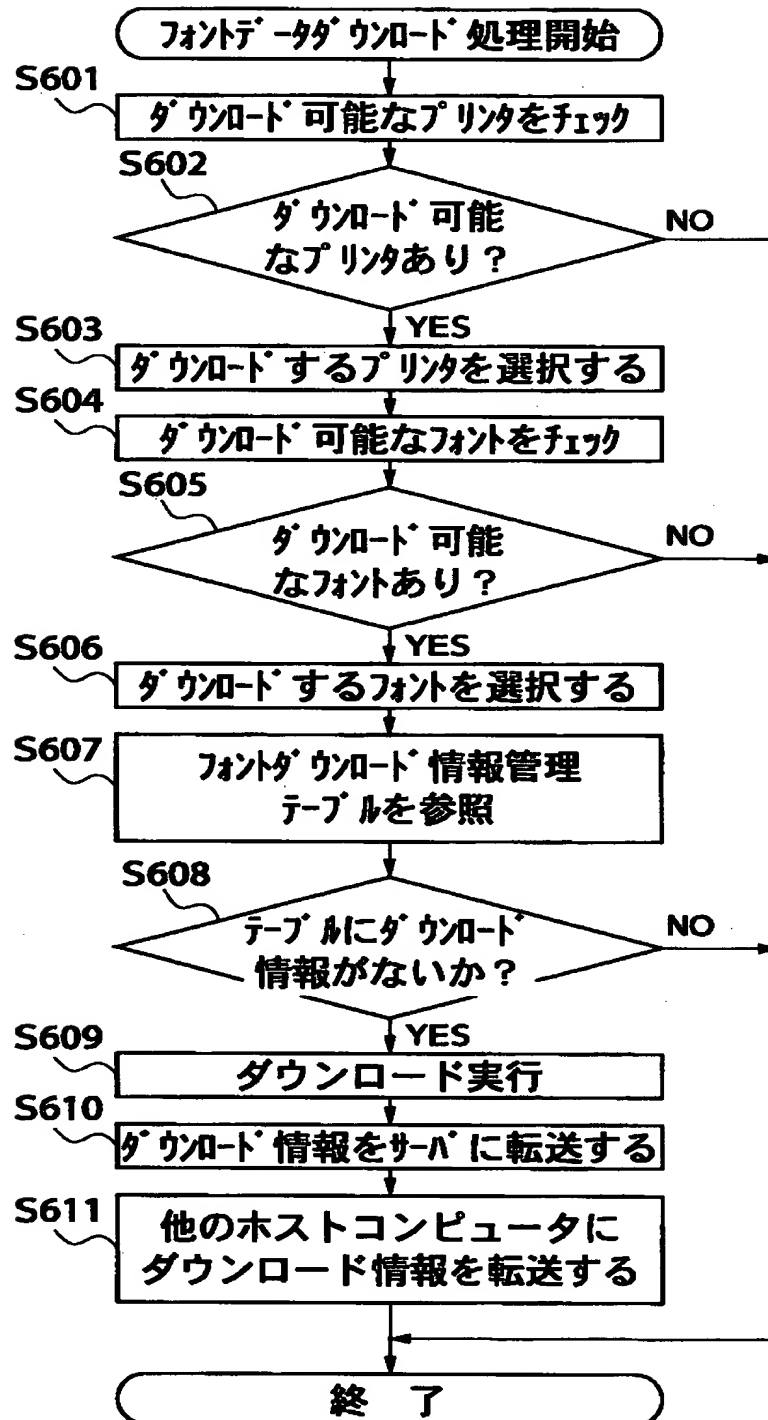 フォントデータダウンロード処理開始
S601
ダウンロード可能なプリンタをチェック
S602
ダウンロード可能
なプリンタあり？
NO
YES
S603
ダウンロードするプリンタを選択する
S604
ダウンロード可能なフォントをチェック
S605
ダウンロード可能
なフォントあり？
NO
YES
S606
ダウンロードするフォントを選択する
S607
フォントダウンロード情報管理
テーブルを参照
S608
テーブルにダウンロード
情報がないか？
NO
YES
S609
ダウンロード実行
S610
ダウンロード情報をサーバに転送する
S611
他のホストコンピュータに
ダウンロード情報を転送する
終　了